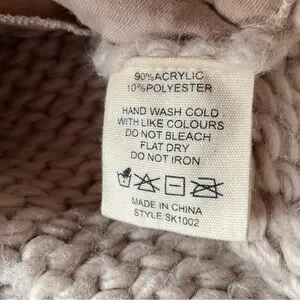 90%ACRYLIC
10%POLYESTER
HAND WASH COLD
WITH LIKE COLOURS
DO NOT BLEACH
FLAT DRY
DO NOT IRON
MADE IN CHINA
STYLE SK1002